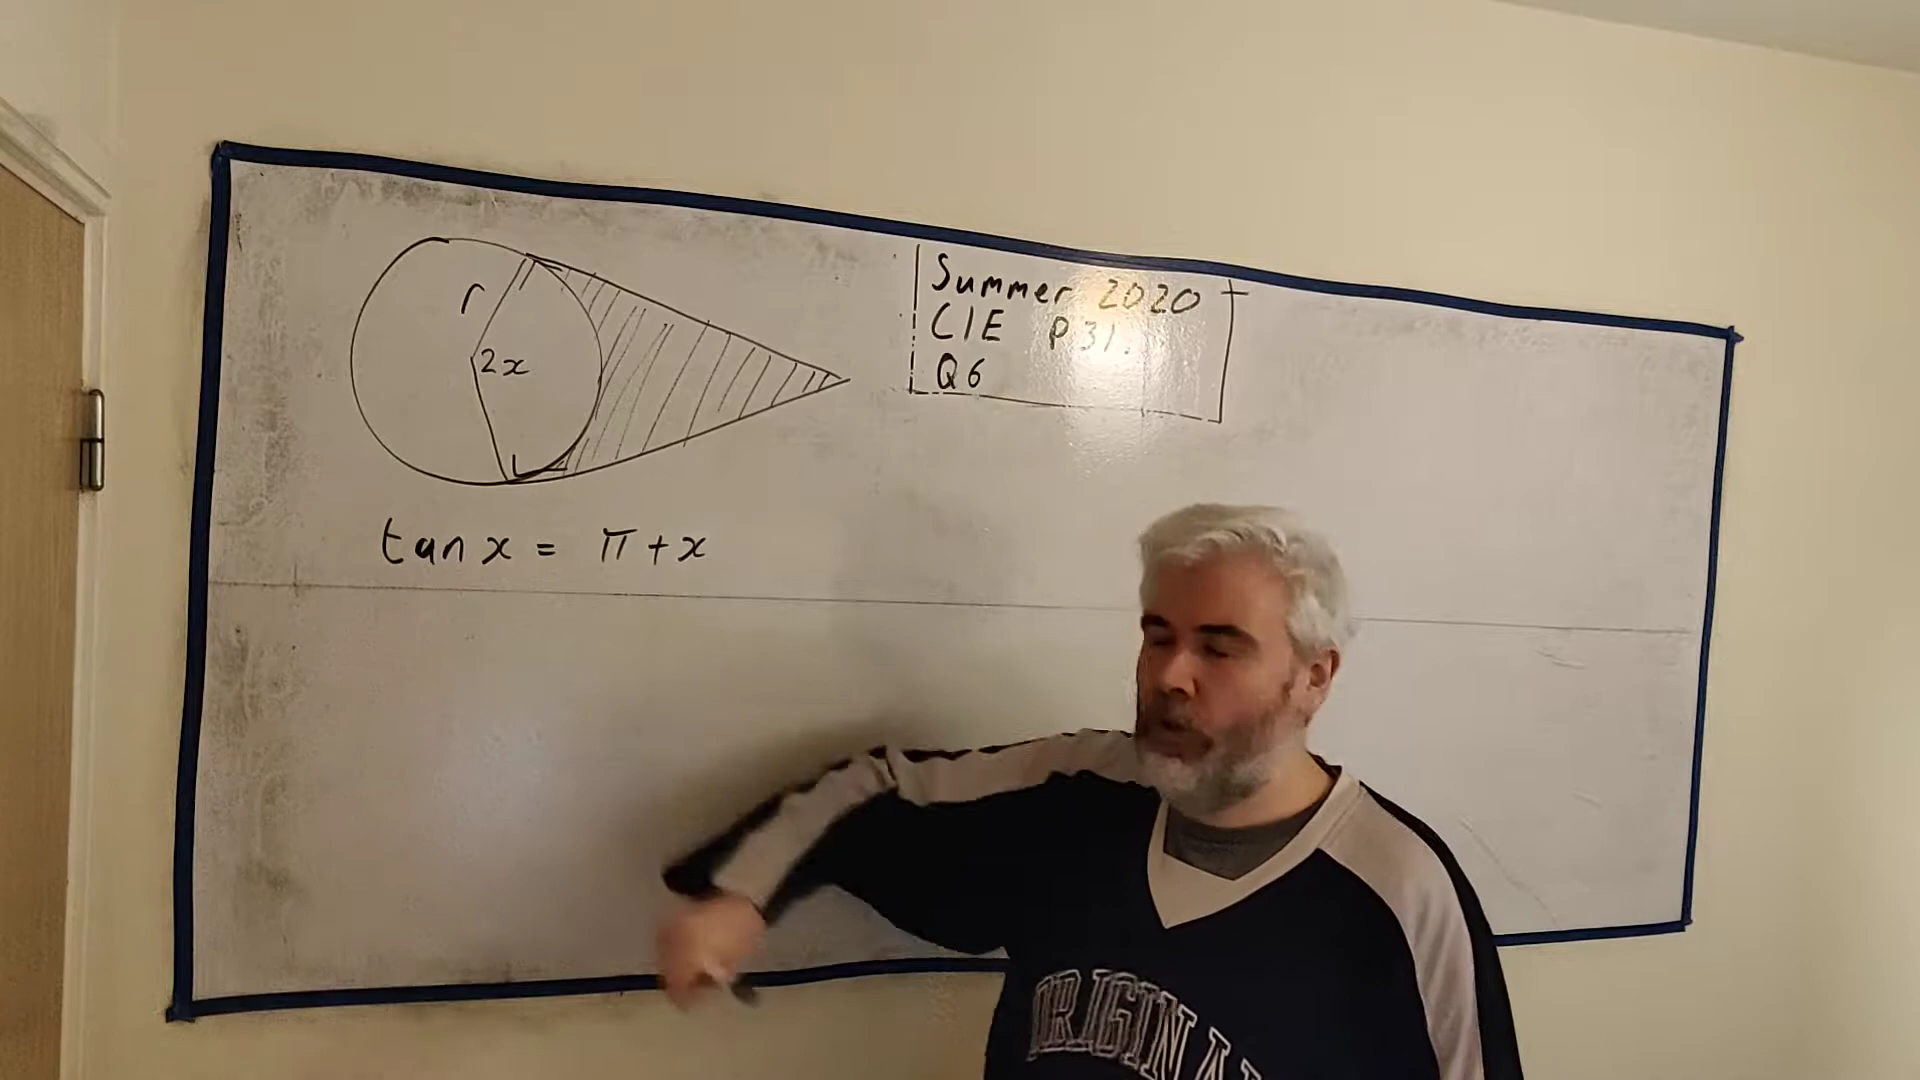 r
2x
Summer 2020
CIE P31.
Q6
tan x = π + x
ORIGINAL